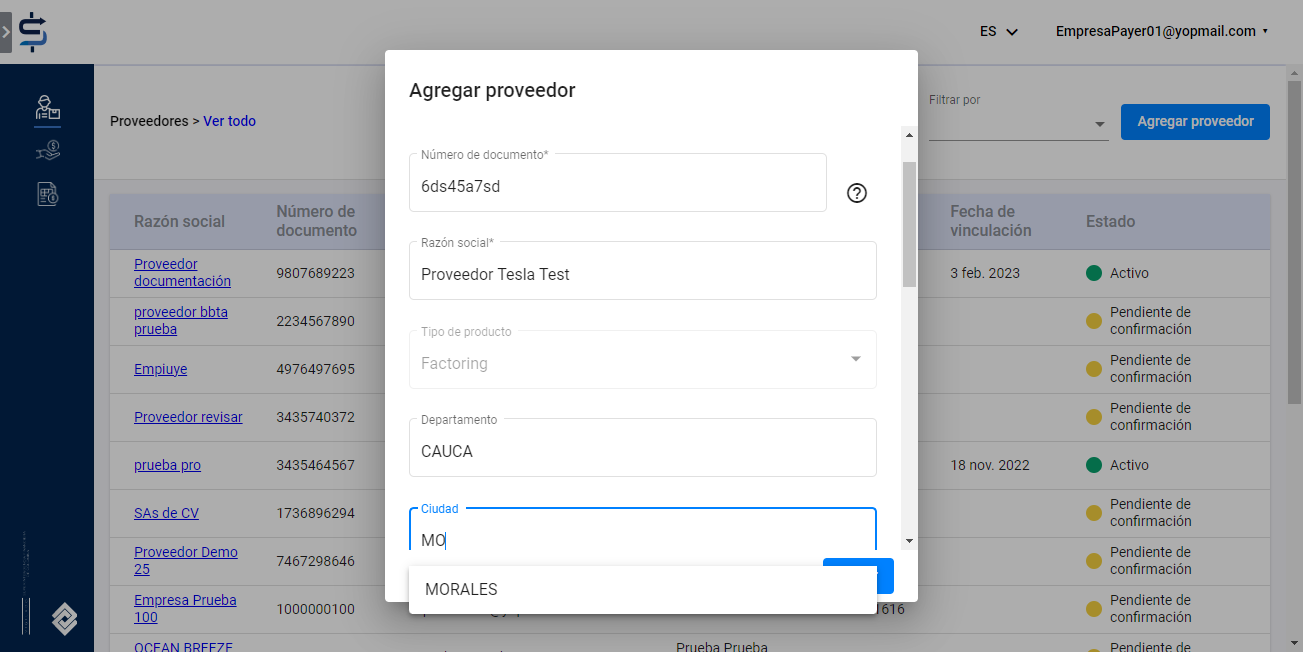 ES
EmpresaPayer01@yopmail.com
Proveedores > Ver todo
Filtrar por
Agregar proveedor
Agregar proveedor
Número de documento*
6ds45a7sd
Razón social*
Proveedor Tesla Test
Tipo de producto
Factoring
Departamento
CAUCA
Ciudad
MO
MORALES
Razón social
Número de
documento
Fecha de
vinculación
Estado
Proveedor
documentación
9807689223
3 feb. 2023
Activo
proveedor bbta
prueba
2234567890
Pendiente de
confirmación
Empiuye
4976497695
Pendiente de
confirmación
Proveedor revisar
3435740372
Pendiente de
confirmación
prueba pro
3435464567
18 nov. 2022
Activo
SAs de CV
1736896294
Pendiente de
confirmación
Proveedor Demo
25
7467298646
Pendiente de
confirmación
Empresa Prueba
100
1000000100
1616
Pendiente de
confirmación
OCEAN BREEZE
Prueba Prueba
Pendiente de